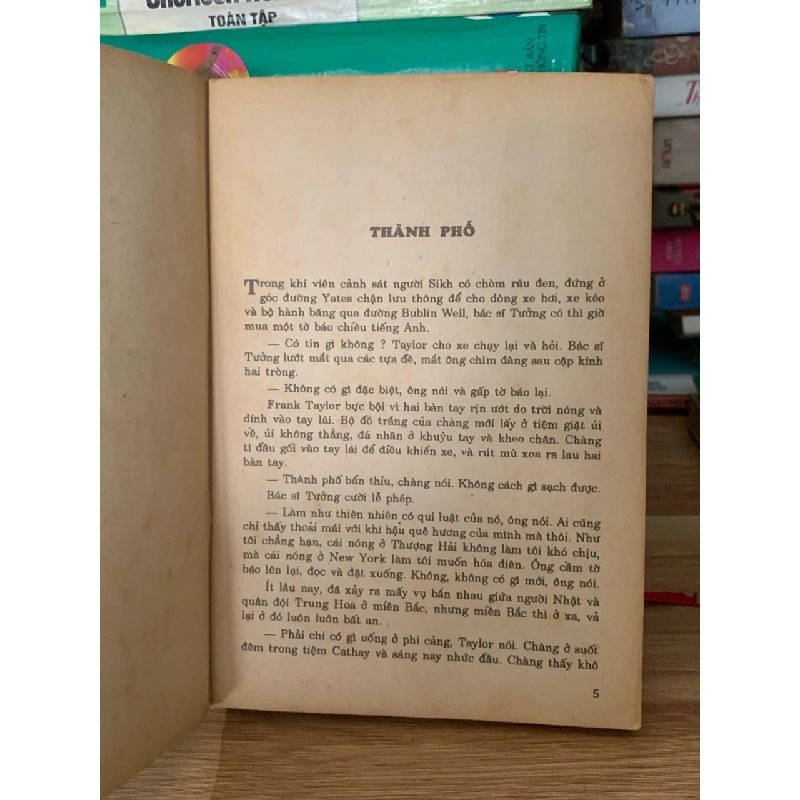 TOÀN TẬP
THÀNH PHỐ
Trong khi viên cảnh sát người Sikh có chòm râu đen, đứng ở
góc đường Yates chận lưu thông để cho dòng xe hơi, xe kéo
và bộ hành băng qua đường Bublin Well, bác sĩ Tưởng có thì giờ
mua một tờ báo chiều tiếng Anh.
— Có tin gì không ? Taylor cho xe chạy lại và hỏi. Bác sĩ
Tưởng lướt mắt qua các tựa đề, mắt ông chìm đàng sau cặp kính
hai tròng.
— Không có gì đặc biệt, ông nói và gấp tờ báo lại.
Frank Taylor bực bội vì hai bàn tay rịn ướt do trời nóng và
dính vào tay lái. Bộ đồ trắng của chàng mới lấy ở tiệm giặt ủi
về, ủi không thẳng, đã nhăn ở khuỷu tay và kheo chân. Chàng
tì đầu gối vào tay lái để điều khiển xe, và rút mù xoa ra lau hai
bàn tay.
— Thành phố bẩn thỉu, chàng nói. Không cách gì sạch được.
Bác sĩ Tưởng cười lễ phép.
— Làm như thiên nhiên có qui luật của nó, ông nói. Ai cũng
chỉ thấy thoải mái với khí hậu quê hương của mình mà thôi. Như
tôi chẳng hạn, cái nóng ở Thượng Hải không làm tôi khó chịu,
mà cái nóng ở New York làm tôi muốn hóa điên. Ông cầm tờ
báo lên lại, đọc và đặt xuống. Không, không có gì mới, ông nói.
Ít lâu nay, đã xảy ra mấy vụ bắn nhau giữa người Nhật và
quân đội Trung Hoa ở miền Bắc, nhưng miền Bắc thì ở xa, vả
lại ở đó luôn luôn bất an.
— Phải chi có gì uống ở phi cảng, Taylor nói. Chàng ở suốt
đêm trong tiệm Cathay và sáng nay nhức đầu. Chàng thấy khô
5